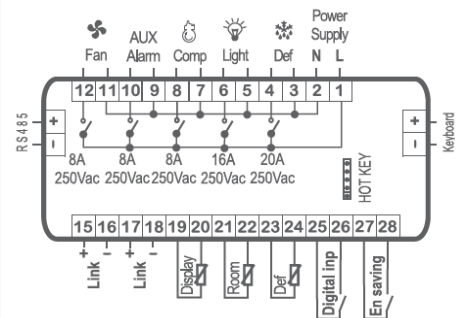 Power
Supply
AUX
Fan Alarm Comp Light Def N L
12 11 10 9 8 7 6 5 4 3 2 1
RS485
+
-
+
-
Keyboard
8A 8A 8A 16A 20A
250Vac 250Vac 250Vac 250Vac 250Vac
HOT KEY
15 16 17 18 19 20 21 22 23 24 25 26 27 28
+ - + -
Link
Link
Display
Room
Def
Digital inp
En saving